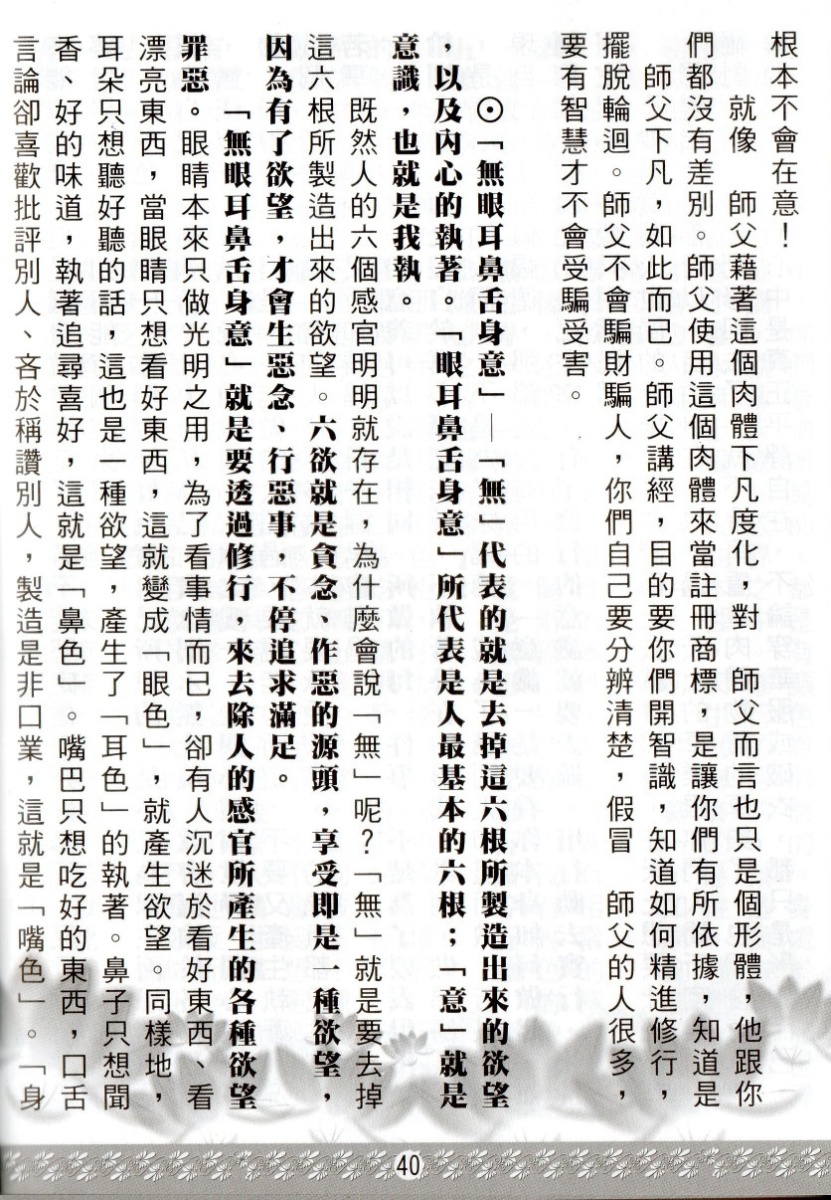 根本不會在意！
就像　師父藉著這個肉體下凡度化，對　師父而言也只是個形體，他跟你
們都沒有差別。師父使用這個肉體來當註冊商標，是讓你們有所依據，知道是
師父下凡，如此而已。師父講經，目的要你們開智識，知道如何精進修行，
擺脫輪迴。師父不會騙財騙人，你們自己要分辨清楚，假冒　師父的人很多，
要有智慧才不會受騙受害。
⊙「無眼耳鼻舌身意」—「無」代表的就是去掉這六根所製造出來的欲望
，以及內心的執著。「眼耳鼻舌身意」所代表是人最基本的六根；「意」就是
意識，也就是我執。
既然人的六個感官明明就存在，為什麼會說「無」呢？「無」就是要去掉
這六根所製造出來的欲望。六欲就是貪念、作惡的源頭，享受即是一種欲望，
因為有了欲望，才會生惡念、行惡事，不停追求滿足。
「無眼耳鼻舌身意」就是要透過修行，來去除人的感官所產生的各種欲望
罪惡。眼睛本來只做光明之用，為了看事情而已，卻有人沉迷於看好東西、看
漂亮東西，當眼睛只想看好東西，這就變成「眼色」，就產生欲望。同樣地，
耳朵只想聽好聽的話，這也是一種欲望，產生了「耳色」的執著。鼻子只想聞
香、好的味道，執著追尋喜好，這就是「鼻色」。嘴巴只想吃好的東西，口舌
言論卻喜歡批評別人、吝於稱讚別人，製造是非口業，這就是「嘴色」。「身
40